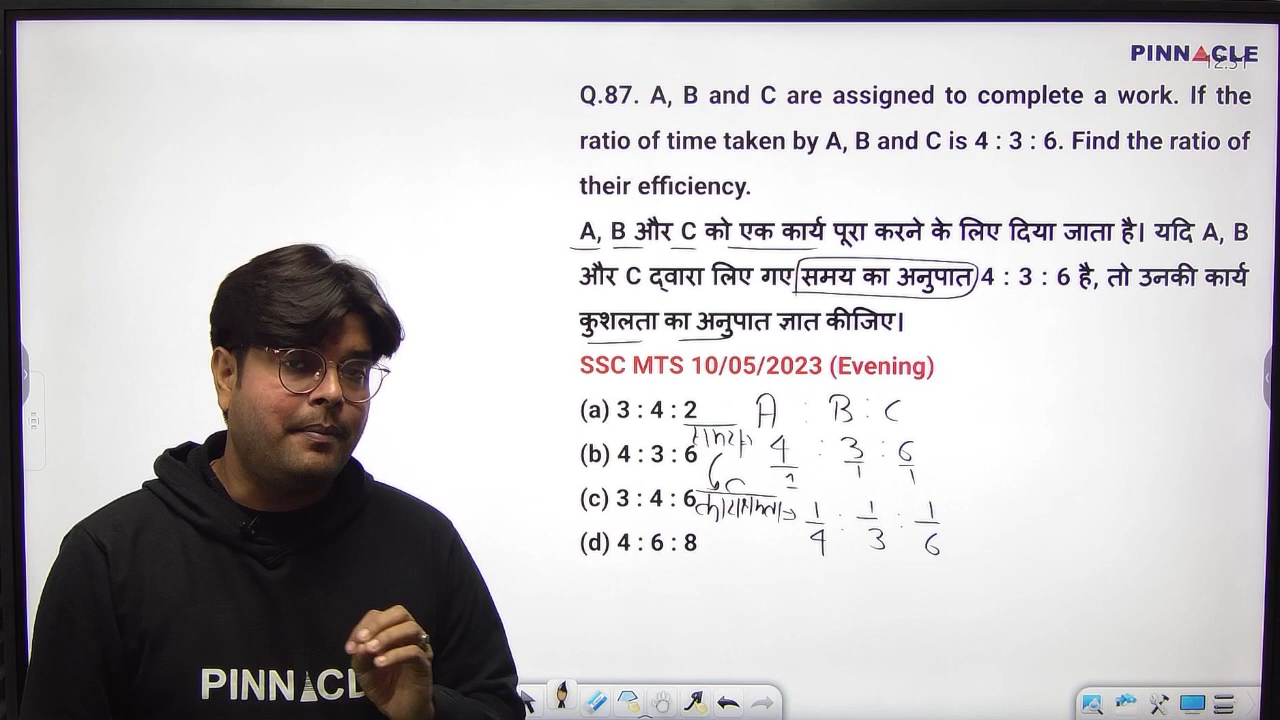 PINNACLE
12:51
Q.87. A, B and C are assigned to complete a work. If the
ratio of time taken by A, B and C is 4 : 3 : 6. Find the ratio of
their efficiency.
A, B और C को एक कार्य पूरा करने के लिए दिया जाता है। यदि A, B
और C द्वारा लिए गए समय का अनुपात 4 : 3 : 6 है, तो उनकी कार्य
कुशलता का अनुपात ज्ञात कीजिए।
SSC MTS 10/05/2023 (Evening)
(a) 3 : 4 : 2
A : B : C
(b) 4 : 3 : 6
समय→ 4/1 : 3/1 : 6/1
(c) 3 : 4 : 6
1/4 : 1/3 : 1/6
(d) 4 : 6 : 8
PINNACLE